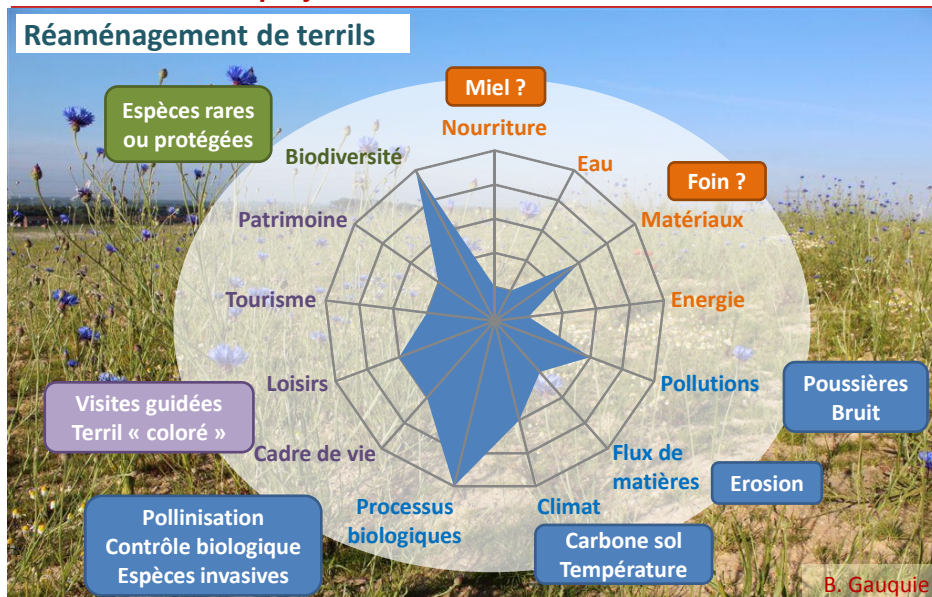 Réaménagement de terrils
Miel ?
Nourriture
Espèces rares
ou protégées
Biodiversité
Eau
Foin ?
Patrimoine
Matériaux
Tourisme
Energie
Loisirs
Pollutions
Poussières
Bruit
Visites guidées
Terril « coloré »
Cadre de vie
Flux de
matières
Erosion
Processus
biologiques
Climat
Pollinisation
Contrôle biologique
Espèces invasives
Carbone sol
Température
B. Gauquie